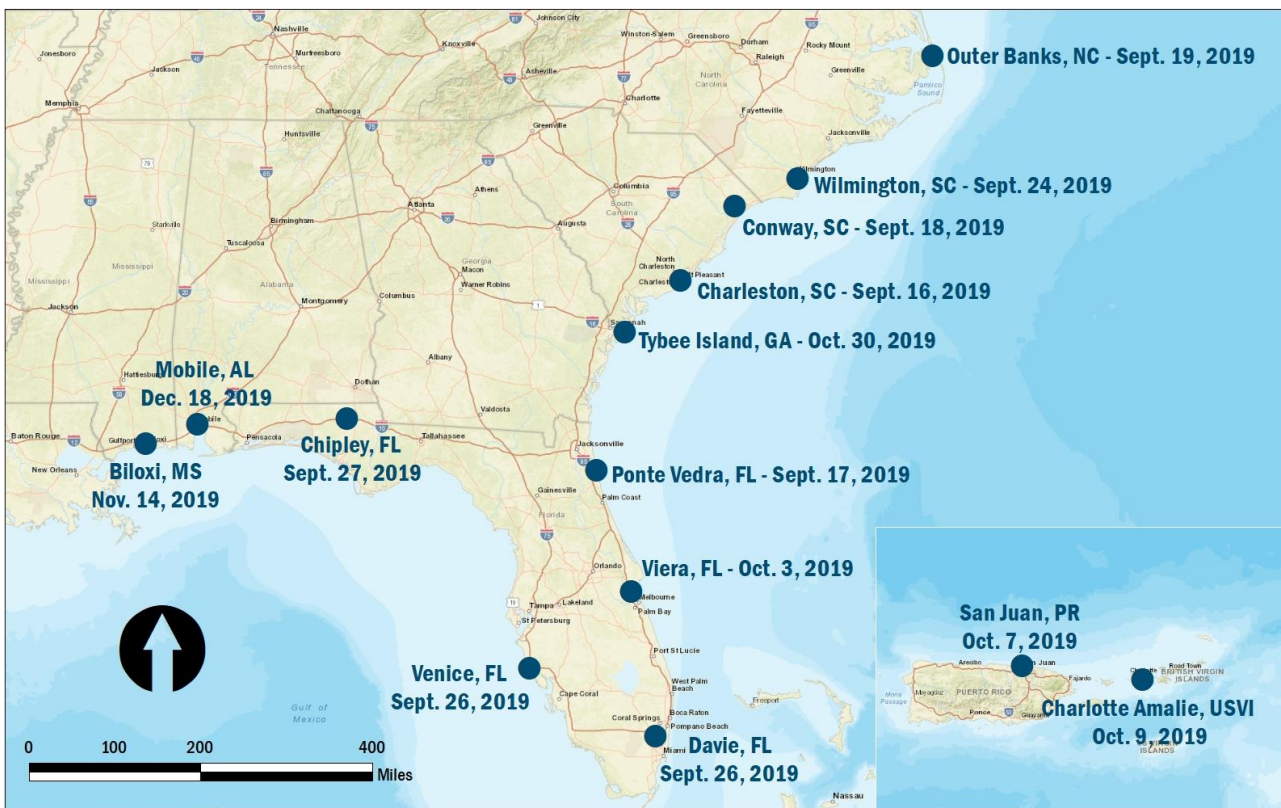 Jonesboro
Nashville
Murfreesboro
Tennessee
Jackson
Memphis
Knoxville
Johnson City
Asheville
Winston-Salem
Greensboro
Durham
Raleigh
Rocky Mount
Greenville
North
Carolina
Pamlico
Sound
Outer Banks, NC - Sept. 19, 2019
Chattanooga
Huntsville
Charlotte
Fayetteville
Jacksonville
Greenville
Wilmington
Wilmington, SC - Sept. 24, 2019
Columbia
South
Carolina
Conway, SC - Sept. 18, 2019
Athens
Atlanta
Augusta
Birmingham
Tuscaloosa
Starkville
Mississippi
Mississippi
Alabama
Georgia
Macon
Warner Robins
Columbus
Montgomery
Jackson
North
Charleston
Mt Pleasant
Charleston, SC - Sept. 16, 2019
Savannah
Tybee Island, GA - Oct. 30, 2019
Albany
Dothan
Valdosta
Hattiesburg
Mobile, AL
Dec. 18, 2019
Baton Rouge
Gulfport
Pensacola
Tallahassee
New Orleans
Biloxi, MS
Nov. 14, 2019
Chipley, FL
Sept. 27, 2019
Jacksonville
Ponte Vedra, FL - Sept. 17, 2019
Palm Coast
Gainesville
Florida
Orlando
Viera, FL - Oct. 3, 2019
Melbourne
Palm Bay
Tampa
Lakeland
St Petersburg
Port St Lucie
Venice, FL
Sept. 26, 2019
Cape Coral
West Palm
Beach
Boca Raton
Coral Springs
Pompano Beach
Davie, FL
Sept. 26, 2019
Miami
Freeport
Nassau
Gulf of
Mexico
0 100 200 400
Miles
San Juan, PR
Oct. 7, 2019
Arecibo
San Juan
Fajardo
Mayaguez
PUERTO RICO
Ponce
Guayama
Mona
Passage
Charlotte
Road Town
BRITISH VIRGIN
ISLANDS
Charlotte Amalie, USVI
Oct. 9, 2019
ISLANDS